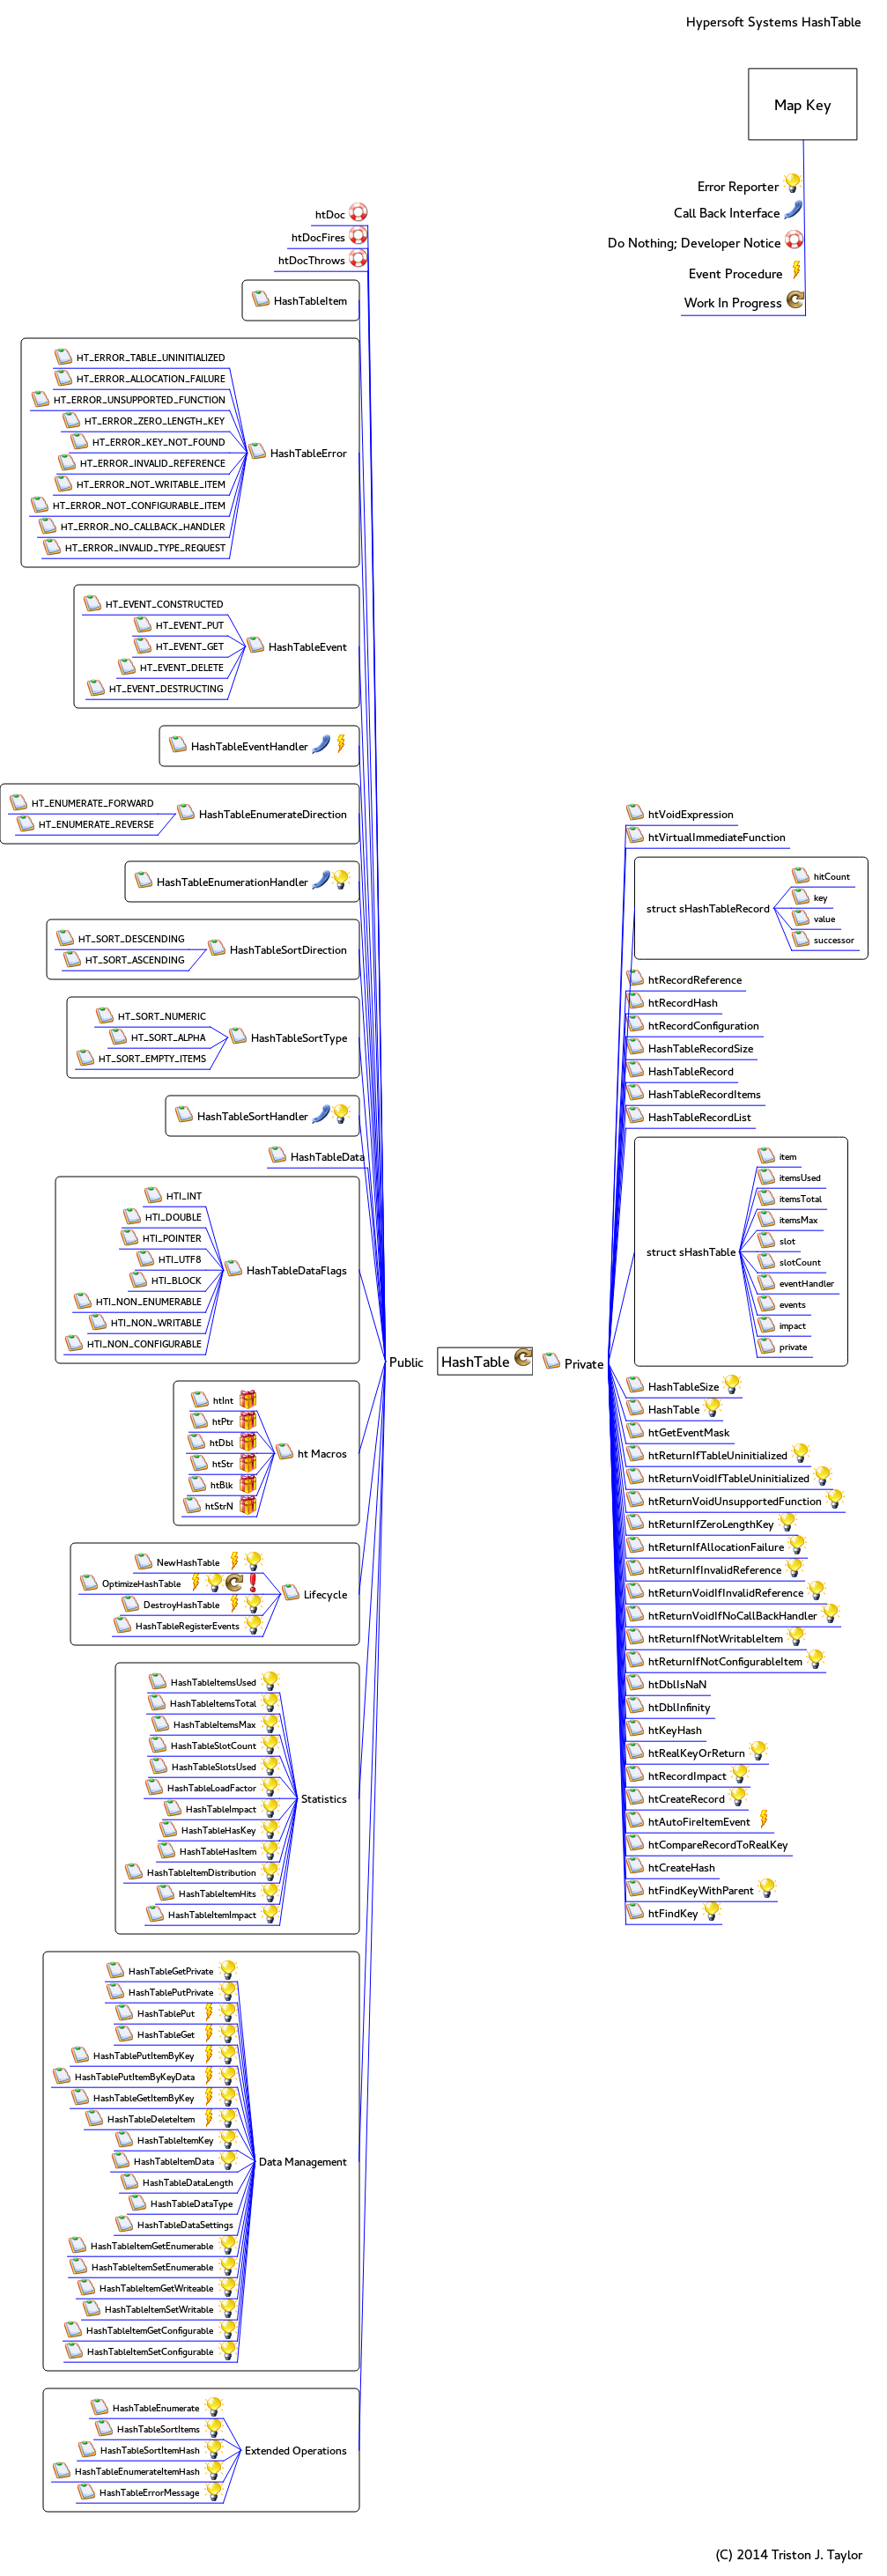 Hypersoft Systems HashTable
Map Key
Error Reporter
Call Back Interface
Do Nothing; Developer Notice
Event Procedure
Work In Progress
htDoc
htDocFires
htDocThrows
HashTableItem
HT_ERROR_TABLE_UNINITIALIZED
HT_ERROR_ALLOCATION_FAILURE
HT_ERROR_UNSUPPORTED_FUNCTION
HT_ERROR_ZERO_LENGTH_KEY
HT_ERROR_KEY_NOT_FOUND
HT_ERROR_INVALID_REFERENCE
HT_ERROR_NOT_WRITABLE_ITEM
HT_ERROR_NOT_CONFIGURABLE_ITEM
HT_ERROR_NO_CALLBACK_HANDLER
HT_ERROR_INVALID_TYPE_REQUEST
HashTableError
HT_EVENT_CONSTRUCTED
HT_EVENT_PUT
HT_EVENT_GET
HT_EVENT_DELETE
HT_EVENT_DESTRUCTING
HashTableEvent
HashTableEventHandler
HT_ENUMERATE_FORWARD
HT_ENUMERATE_REVERSE
HashTableEnumerateDirection
HashTableEnumerationHandler
HT_SORT_DESCENDING
HT_SORT_ASCENDING
HashTableSortDirection
HT_SORT_NUMERIC
HT_SORT_ALPHA
HT_SORT_EMPTY_ITEMS
HashTableSortType
HashTableSortHandler
HashTableData
HTI_INT
HTI_DOUBLE
HTI_POINTER
HTI_UTF8
HTI_BLOCK
HTI_NON_ENUMERABLE
HTI_NON_WRITABLE
HTI_NON_CONFIGURABLE
HashTableDataFlags
htInt
htPtr
htDbl
htStr
htBlk
htStrN
ht Macros
NewHashTable
OptimizeHashTable
DestroyHashTable
HashTableRegisterEvents
Lifecycle
HashTableItemsUsed
HashTableItemsTotal
HashTableItemsMax
HashTableSlotCount
HashTableSlotsUsed
HashTableLoadFactor
HashTableImpact
HashTableHasKey
HashTableHasItem
HashTableItemDistribution
HashTableItemHits
HashTableItemImpact
Statistics
HashTableGetPrivate
HashTablePutPrivate
HashTablePut
HashTableGet
HashTablePutItemByKey
HashTablePutItemByKeyData
HashTableGetItemByKey
HashTableDeleteItem
HashTableItemKey
HashTableItemData
HashTableDataLength
HashTableDataType
HashTableDataSettings
HashTableItemGetEnumerable
HashTableItemSetEnumerable
HashTableItemGetWriteable
HashTableItemSetWritable
HashTableItemGetConfigurable
HashTableItemSetConfigurable
Data Management
HashTableEnumerate
HashTableSortItems
HashTableSortItemHash
HashTableEnumerateItemHash
HashTableErrorMessage
Extended Operations
Public
HashTable
Private
htVoidExpression
htVirtualImmediateFunction
struct sHashTableRecord
hitCount
key
value
successor
htRecordReference
htRecordHash
htRecordConfiguration
HashTableRecordSize
HashTableRecord
HashTableRecordItems
HashTableRecordList
struct sHashTable
item
itemsUsed
itemsTotal
itemsMax
slot
slotCount
eventHandler
events
impact
private
HashTableSize
HashTable
htGetEventMask
htReturnIfTableUninitialized
htReturnVoidIfTableUninitialized
htReturnVoidUnsupportedFunction
htReturnIfZeroLengthKey
htReturnIfAllocationFailure
htReturnIfInvalidReference
htReturnVoidIfInvalidReference
htReturnVoidIfNoCallBackHandler
htReturnIfNotWritableItem
htReturnIfNotConfigurableItem
htDblIsNaN
htDblInfinity
htKeyHash
htRealKeyOrReturn
htRecordImpact
htCreateRecord
htAutoFireItemEvent
htCompareRecordToRealKey
htCreateHash
htFindKeyWithParent
htFindKey
(C) 2014 Triston J. Taylor